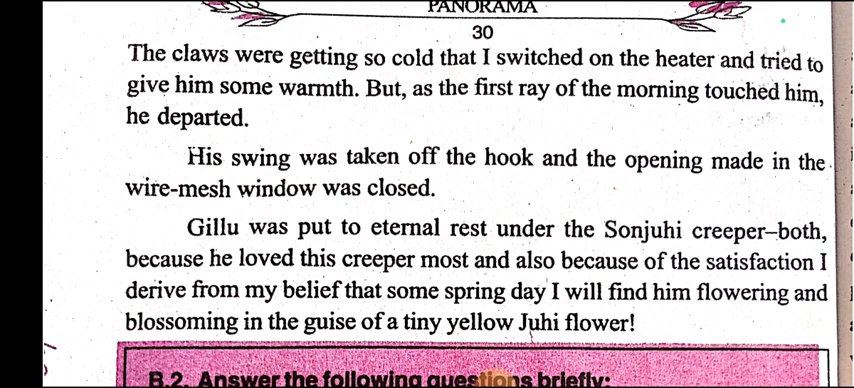 PANORAMA
30
The claws were getting so cold that I switched on the heater and tried to
give him some warmth. But, as the first ray of the morning touched him,
he departed.
His swing was taken off the hook and the opening made in the
wire-mesh window was closed.
Gillu was put to eternal rest under the Sonjuhi creeper–both,
because he loved this creeper most and also because of the satisfaction I
derive from my belief that some spring day I will find him flowering and
blossoming in the guise of a tiny yellow Juhi flower!
B.2. Answer the following questions briefly: